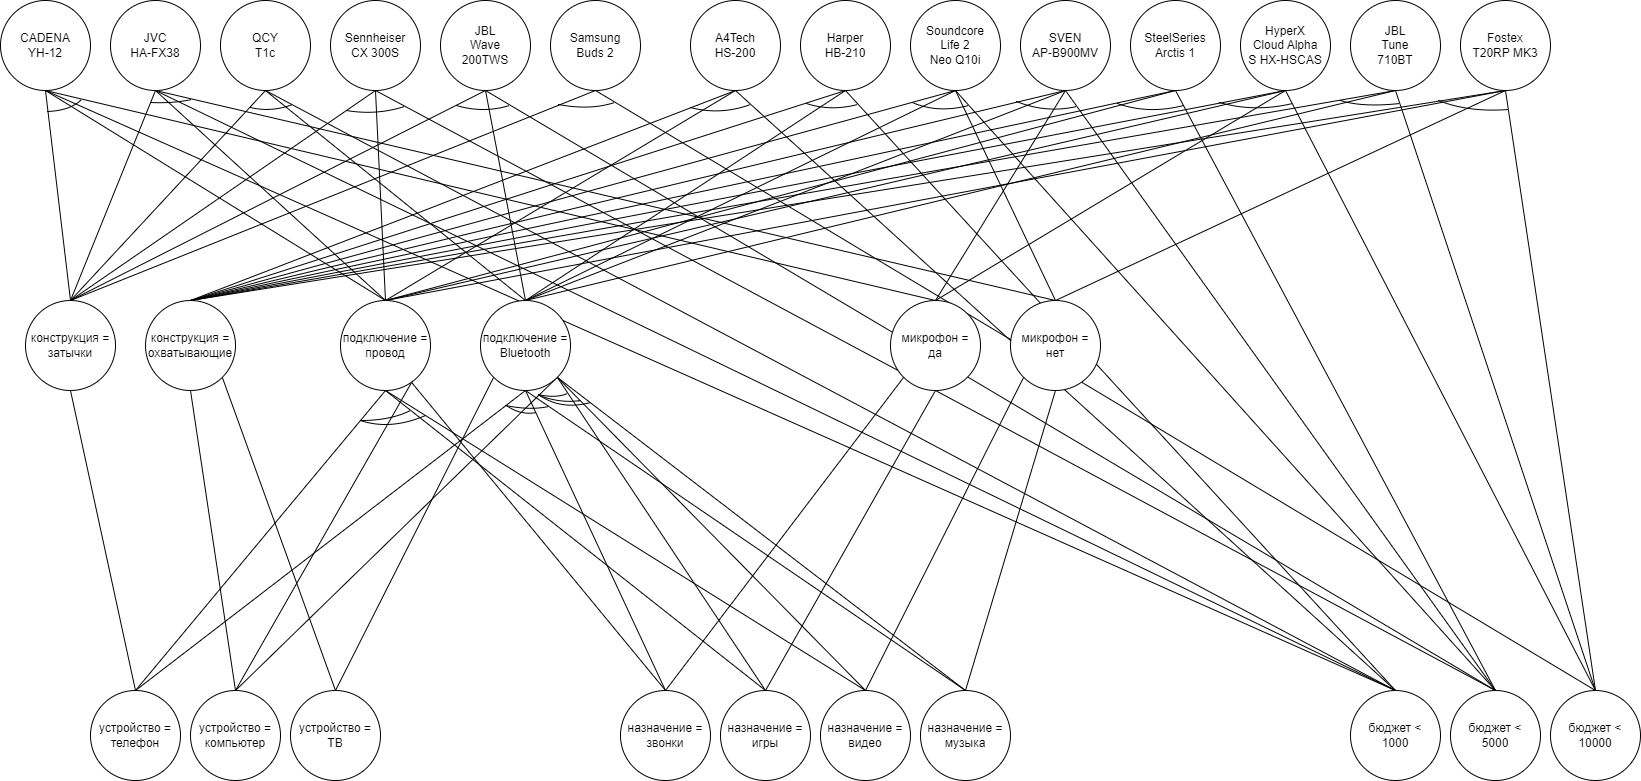 CADENA
YH-12
JVC
HA-FX38
QCY
T1c
Sennheiser
CX 300S
JBL
Wave
200TWS
Samsung
Buds 2
A4Tech
HS-200
Harper
HB-210
Soundcore
Life 2
Neo Q10i
SVEN
AP-B900MV
SteelSeries
Arctis 1
HyperX
Cloud Alpha
S HX-HSCAS
JBL
Tune
710BT
Fostex
T20RP MK3
конструкция =
затычки
конструкция =
охватывающие
подключение =
провод
подключение =
Bluetooth
микрофон =
да
микрофон =
нет
устройство =
телефон
устройство =
компьютер
устройство =
ТВ
назначение =
звонки
назначение =
игры
назначение =
видео
назначение =
музыка
бюджет <
1000
бюджет <
5000
бюджет <
10000